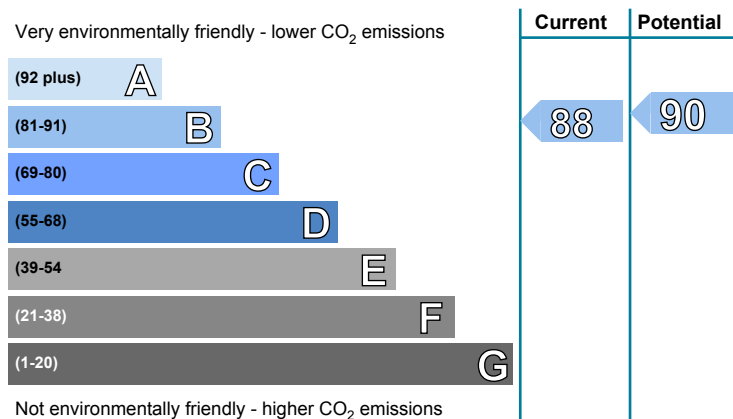 Very environmentally friendly - lower CO2 emissions
Current Potential
(92 plus) A
(81-91) B
88 90
(69-80) C
(55-68) D
(39-54 E
(21-38) F
(1-20) G
Not environmentally friendly - higher CO2 emissions